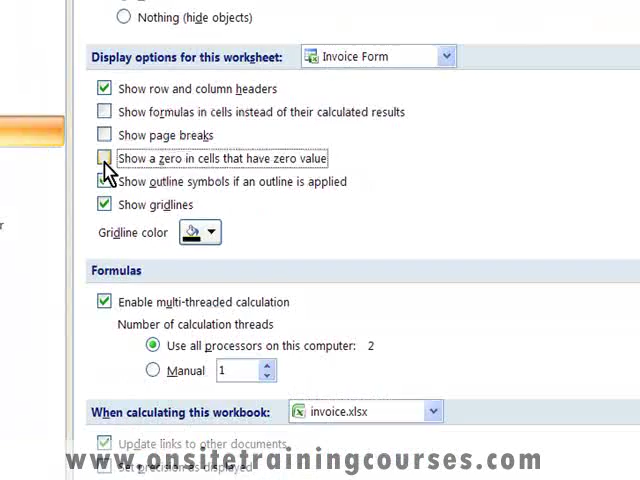 Nothing (hide objects)
Display options for this worksheet: Invoice Form
Show row and column headers
Show formulas in cells instead of their calculated results
Show page breaks
Show a zero in cells that have zero value
Show outline symbols if an outline is applied
Show gridlines
Gridline color
r
Formulas
Enable multi-threaded calculation
Number of calculation threads
Use all processors on this computer: 2
Manual 1
When calculating this workbook: invoice.xlsx
Update links to other documents
www.onsitetrainingcourses.com
Set precision as displayed